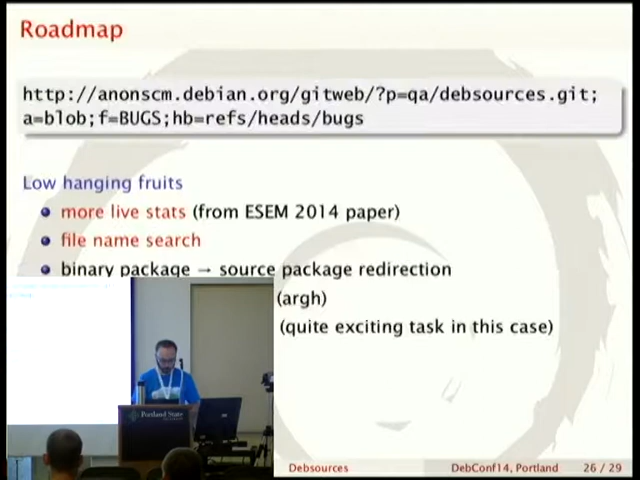 Roadmap
http://anonscm.debian.org/gitweb/?p=qa/debsources.git;
a=blob;f=BUGS;hb=refs/heads/bugs
Low hanging fruits
more live stats (from ESEM 2014 paper)
file name search
binary package → source package redirection
(argh)
(quite exciting task in this case)
Portland State
Debsources
DebConf14, Portland
26 / 29